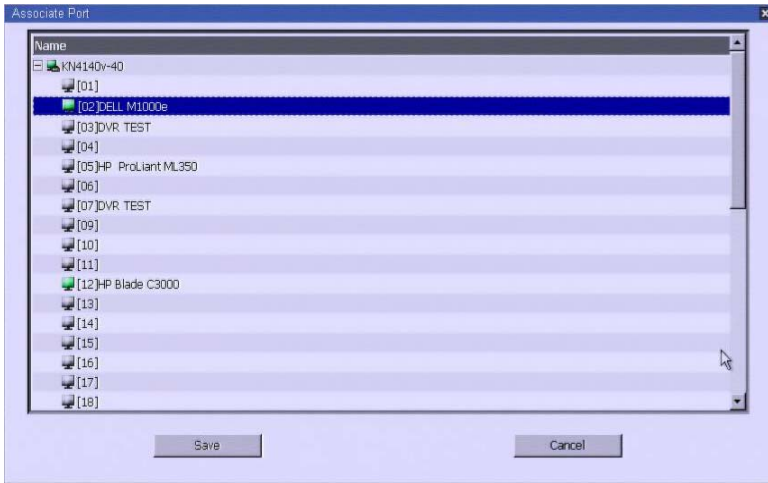 Associate Port
Name
KN4140v-40
[01]
[02]DELL M1000e
[03]DVR TEST
[04]
[05]HP ProLiant ML350
[06]
[07]DVR TEST
[09]
[10]
[11]
[12]HP Blade C3000
[13]
[14]
[15]
[16]
[17]
[18]
Save
Cancel